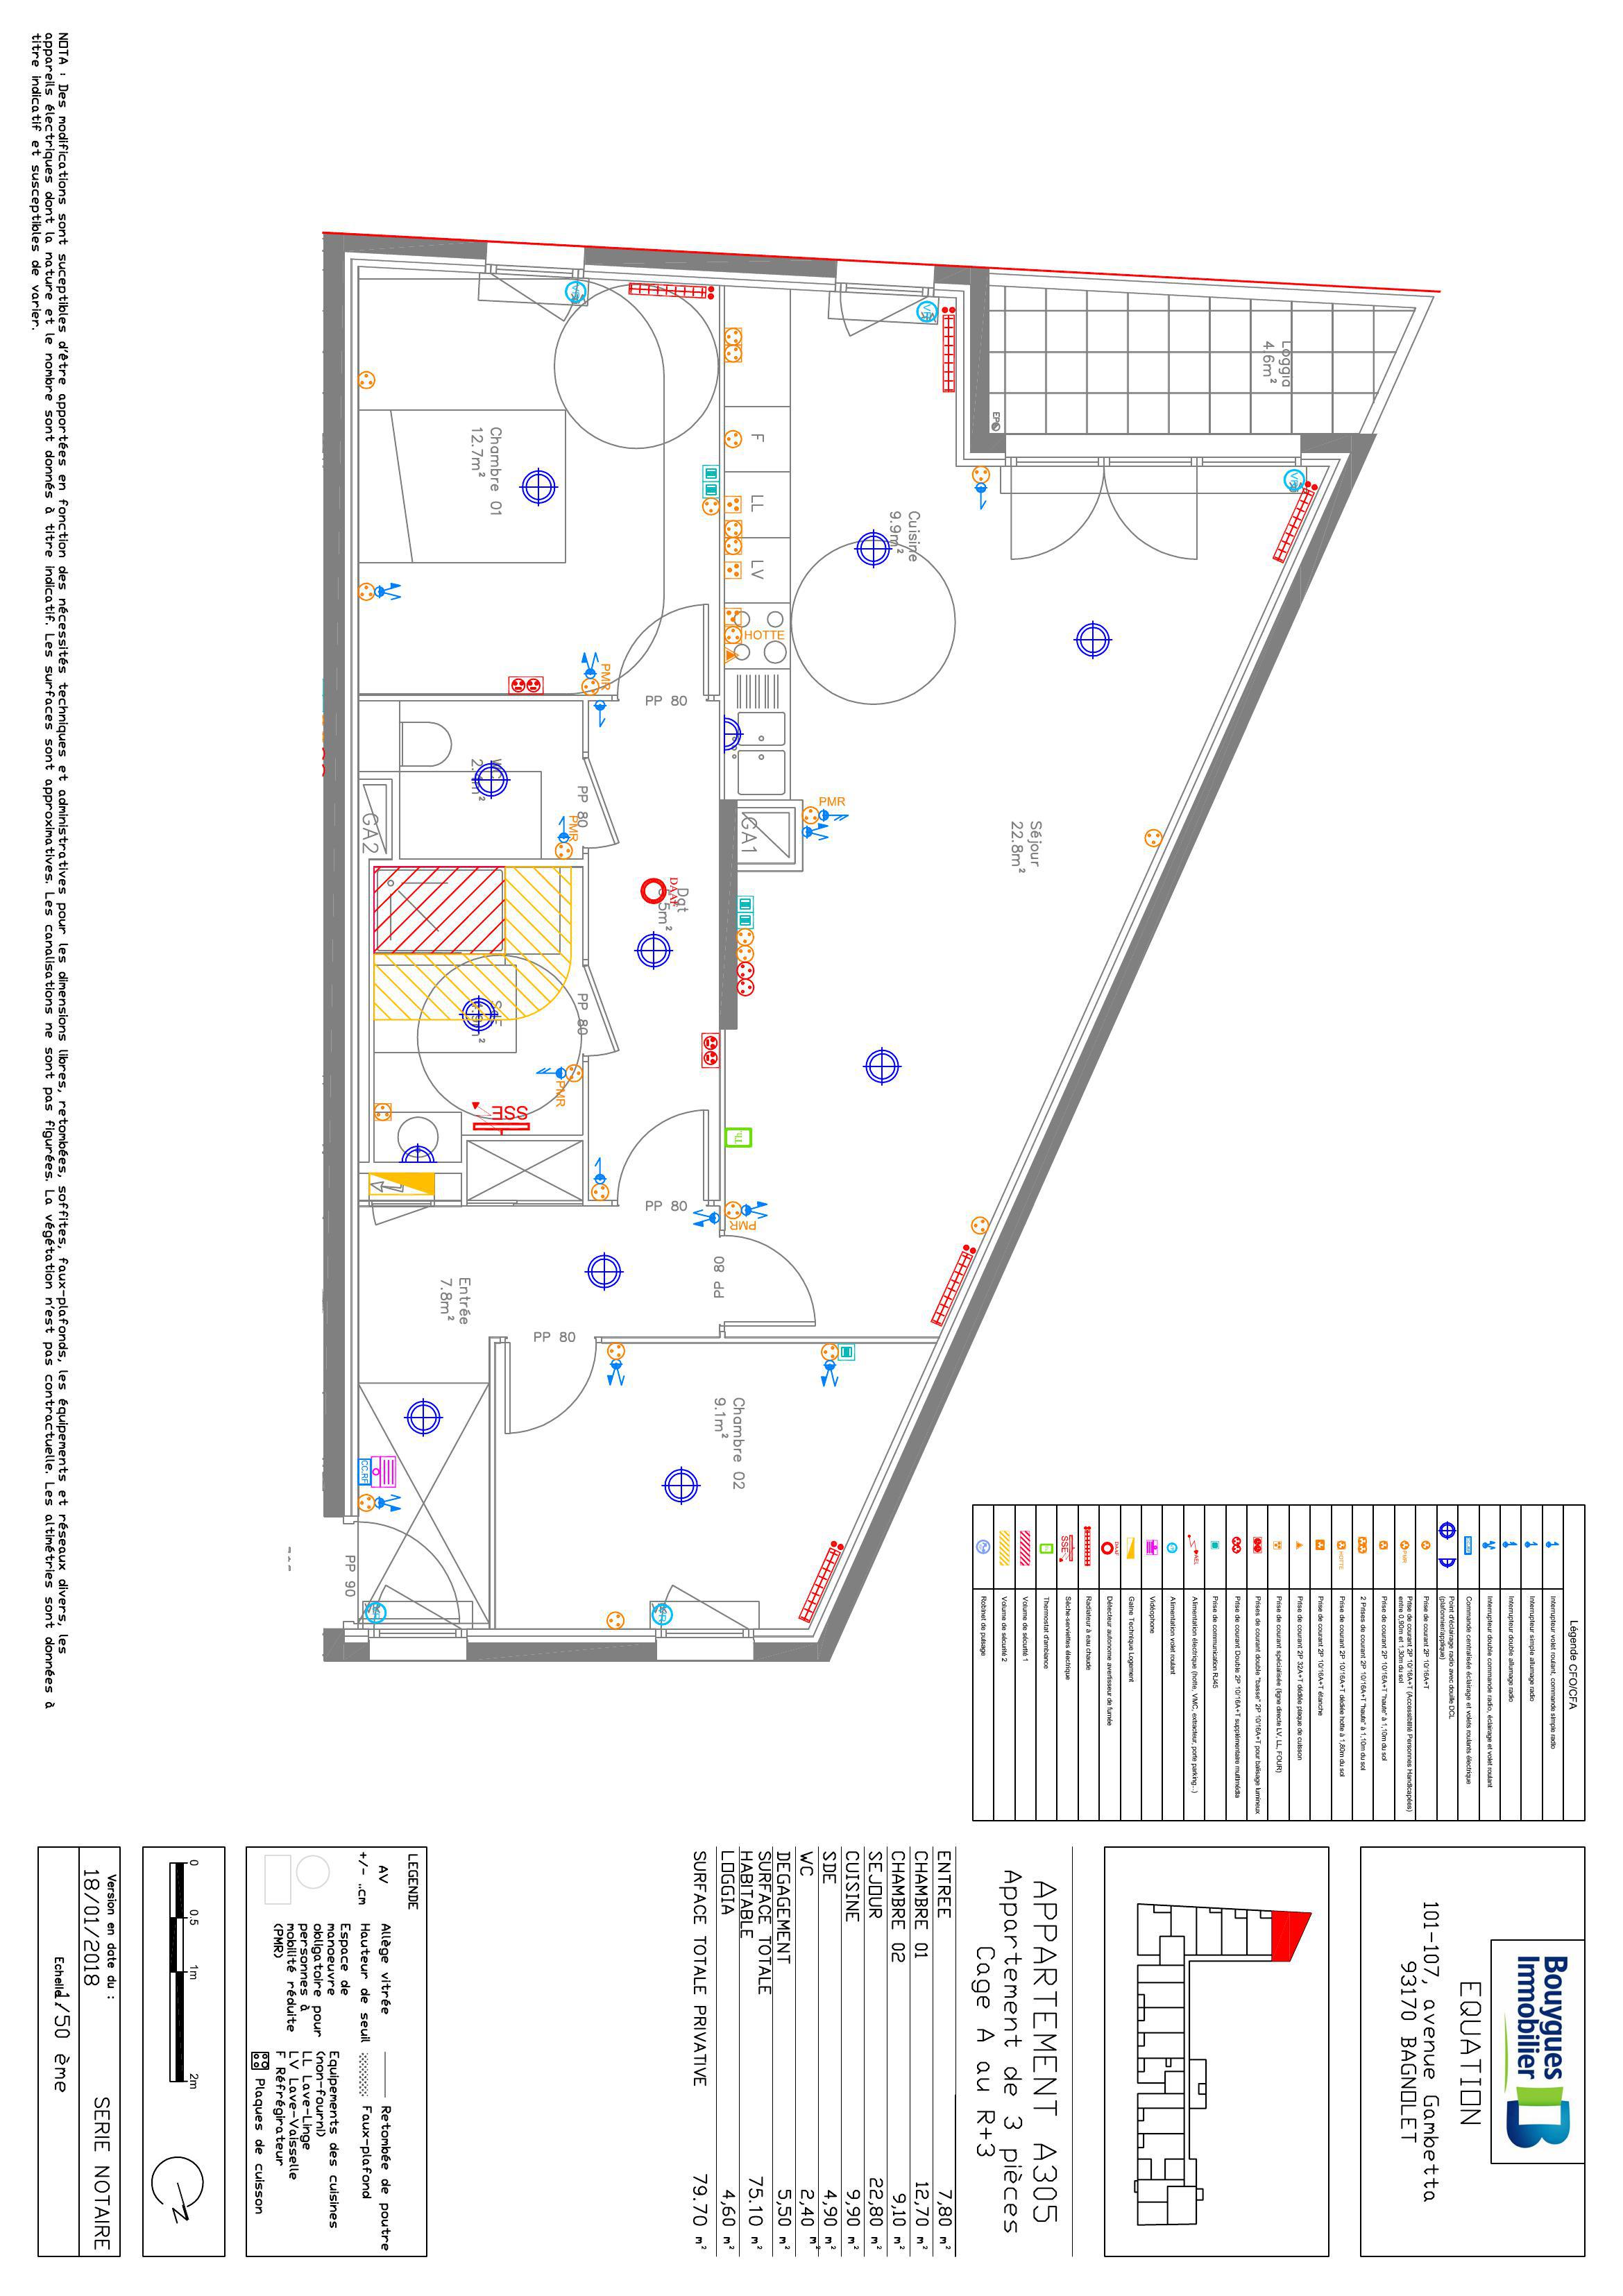 Bouygues
Immobilier
EQUATION
101-107, avenue Gambetta
93170 BAGNOLET
APPARTEMENT A305
Appartement de 3 pièces
Cage A au R+3
ENTREE 7,80 m²
CHAMBRE 01 12,70 m²
CHAMBRE 02 9,10 m²
SEJOUR 22,80 m²
CUISINE 9,90 m²
SDE 4,90 m²
WC 2,40 m²
DEGAGEMENT 5,50 m²
SURFACE TOTALE
HABITABLE 75.10 m²
LOGGIA 4,60 m²
SURFACE TOTALE PRIVATIVE 79.70 m²
LEGENDE
AV Allège vitrée
+/- ..cm Hauteur de seuil
Espace de
manoeuvre
obligatoire pour
personnes à
mobilité réduite
(PMR)
Retombée de poutre
Faux-plafond
Equipements des cuisines
(non-fourni)
LL Lave-Linge
LV Lave-Vaisselle
F Réfrigérateur
Plaques de cuisson
0 0.5 1m 2m
Version en date du :
18/01/2018
SERIE NOTAIRE
Echelle 1/50 ème
Légende CFO/CFA
Interrupteur volet roulant, commande simple radio
Interrupteur simple allumage radio
Interrupteur double allumage radio
Interrupteur double commande radio, éclairage et volet roulant
Commande centralisée éclairage et volets roulants électrique
Point d'éclairage radio avec douille DCL
(plafonnier/applique)
Prise de courant 2P 10/16A+T
PMR
Prise de courant 2P 10/16A+T (Accessibilité Personnes Handicapées)
entre 0,90m et 1,30m du sol
Prise de courant 2P 10/16A+T "haute" à 1,10m du sol
2 Prises de courant 2P 10/16A+T "haute" à 1,10m du sol
HOTTE
Prise de courant 2P 10/16A+T dédiée hotte à 1,80m du sol
Prise de courant 2P 10/16A+T étanche
Prise de courant 2P 32A+T dédiée plaque de cuisson
Prise de courant spécialisée (ligne directe LV, LL, FOUR)
Prises de courant double "basse" 2P 10/16A+T pour balisage lumineux
Prise de courant Double 2P 10/16A+T supplémentaire multimédia
Prise de communication RJ45
AEL
Alimentation électrique (hotte, VMC, extracteur, porte parking...)
Alimentation volet roulant
Vidéophone
Gaine Technique Logement
DAAF
Détecteur autonome avertisseur de fumée
Radiateur à eau chaude
SSE
Sèche-serviettes électrique
Thermostat d'ambiance
Volume de sécurité 1
Volume de sécurité 2
Robinet de puisage
Loggia
4.6m²
EP
Cuisine
9.9m²
Séjour
22.8m²
Chambre 01
12.7m²
F
LL
LV
HOTTE
PMR
PP 80
PP 80
PMR
GA2
GA1
PMR
DAAF
Dgt
PP 80
PMR
SSE
PP 80
PMR
PP 80
Entrée
7.8m²
PP 80
Chambre 02
9.1m²
PP 90
NOTA : Des modifications sont susceptibles d'être apportées en fonction des nécessités techniques et administratives pour les dimensions libres, retombées, soffites, faux-plafonds, les équipements et réseaux divers, les
appareils électriques dont la nature et le nombre sont donnés à titre indicatif. Les surfaces sont approximatives. Les canalisations ne sont pas figurées. La végétation n'est pas contractuelle. Les altimétries sont données à
titre indicatif et susceptibles de varier.